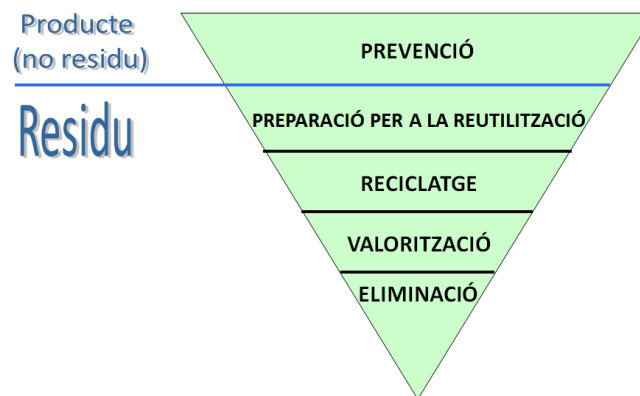 Producte
(no residu)
PREVENCIÓ
Residu
PREPARACIÓ PER A LA REUTILITZACIÓ
RECICLATGE
VALORITZACIÓ
ELIMINACIÓ